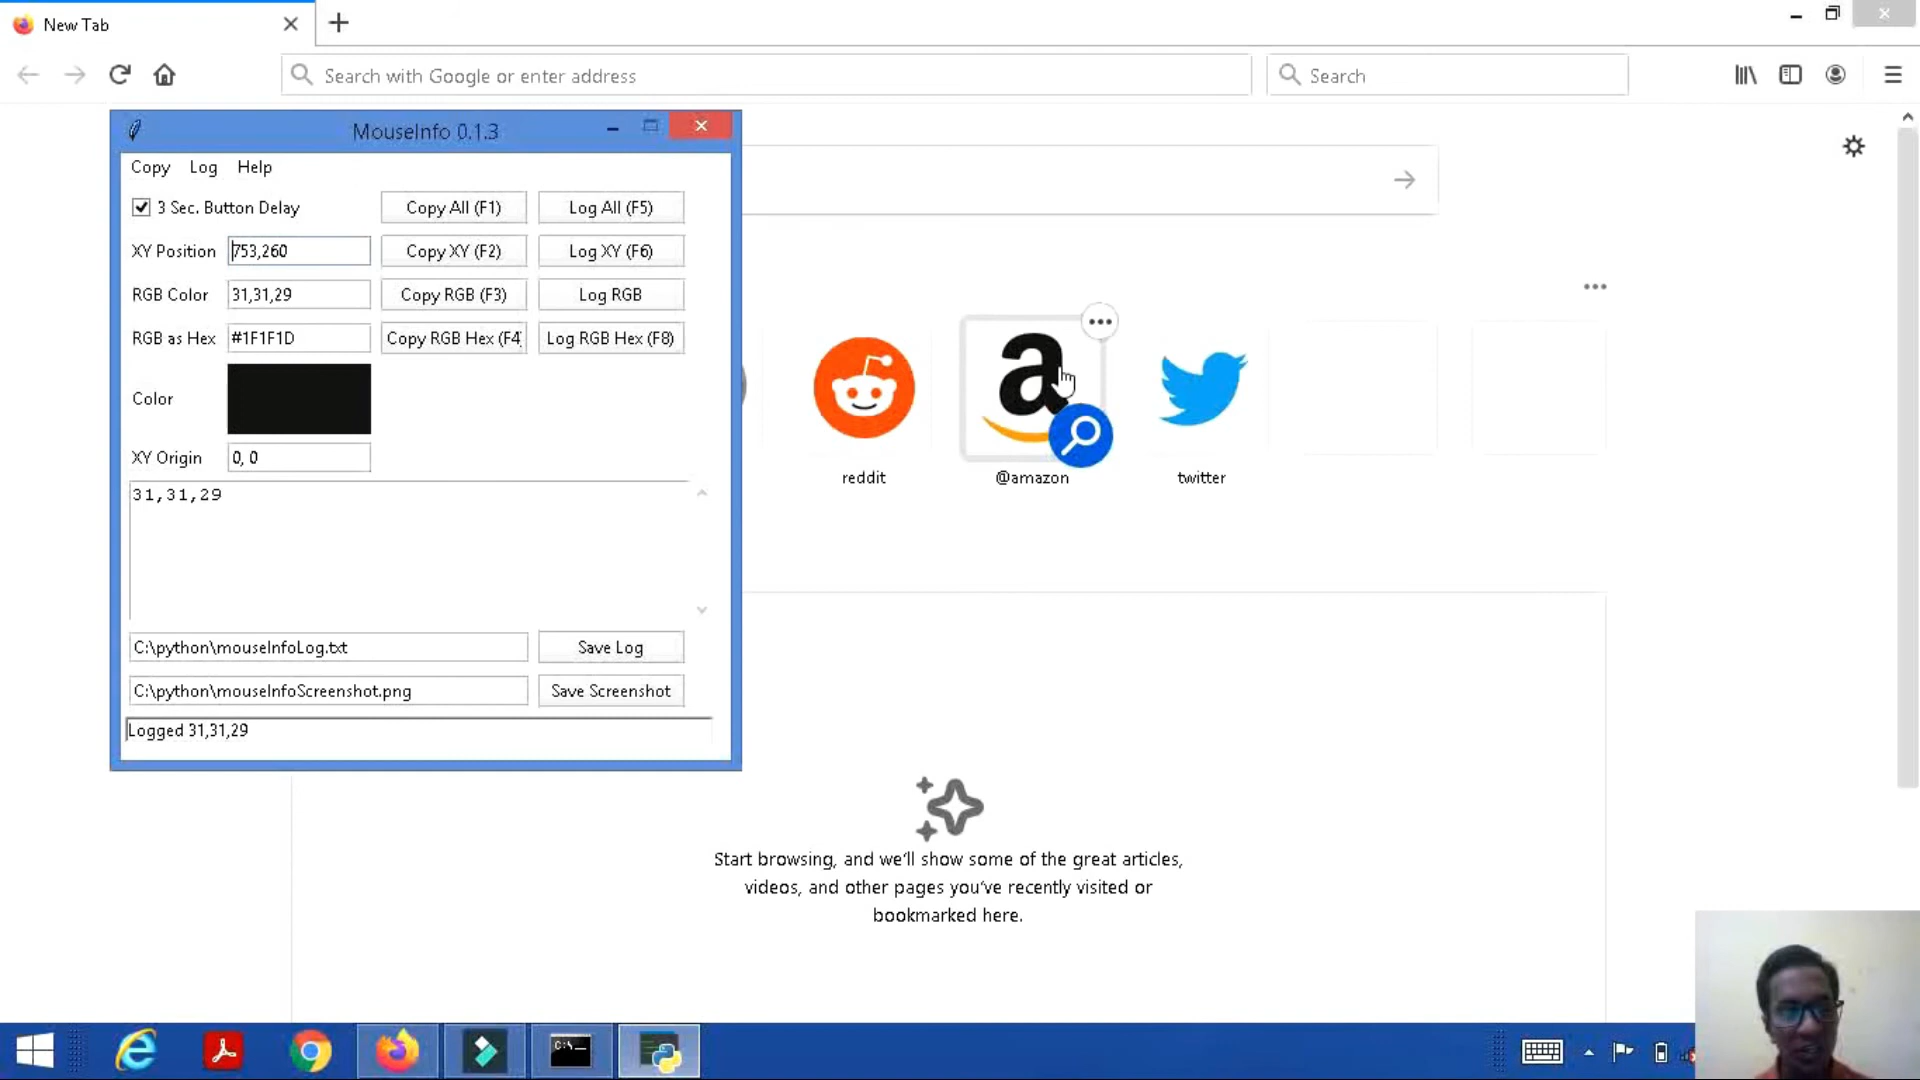 New Tab
Search with Google or enter address
Search
MouseInfo 0.1.3
Copy Log Help
3 Sec. Button Delay
Copy All (F1)
Log All (F5)
XY Position
753,260
Copy XY (F2)
Log XY (F6)
RGB Color
31,31,29
Copy RGB (F3)
Log RGB
RGB as Hex
#1F1F1D
Copy RGB Hex (F4
Log RGB Hex (F8)
Color
XY Origin
0, 0
31,31,29
C:\python\mouseInfoLog.txt
Save Log
C:\python\mouseInfoScreenshot.png
Save Screenshot
Logged 31,31,29
a
reddit
@amazon
twitter
Start browsing, and we'll show some of the great articles,
videos, and other pages you've recently visited or
bookmarked here.
C:\